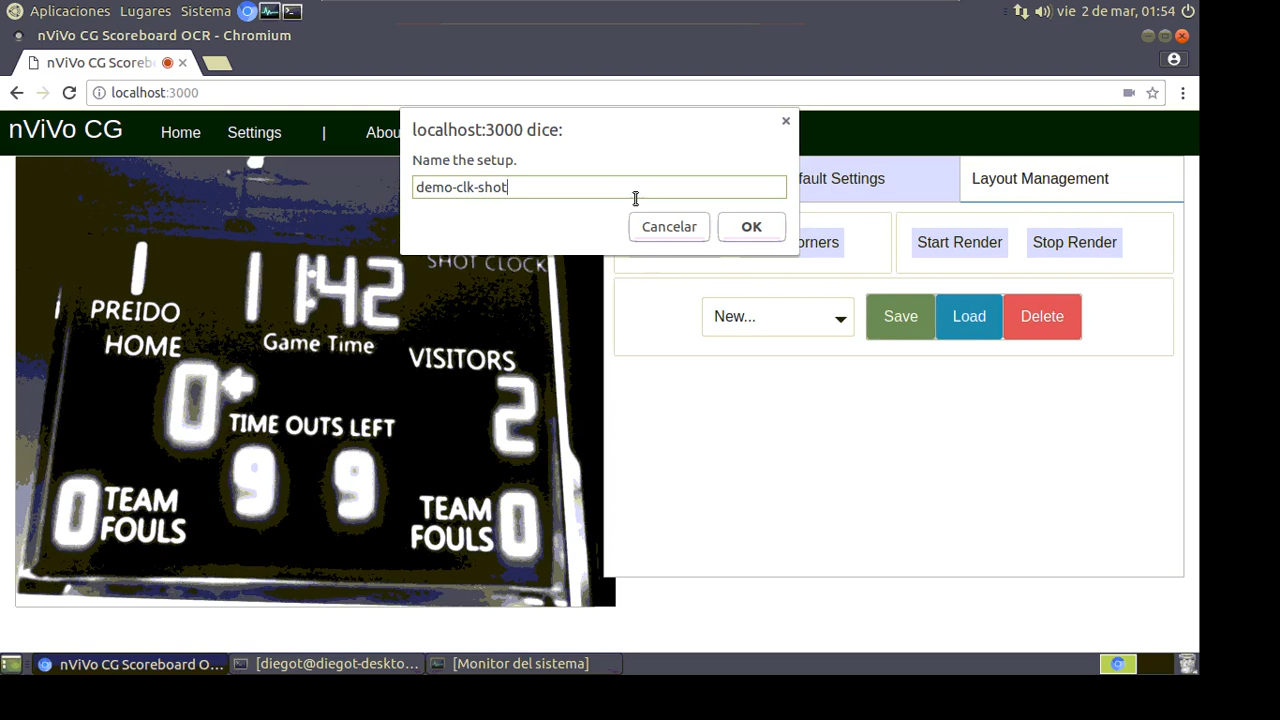 Aplicaciones Lugares Sistema
vie 2 de mar, 01:54
nViVo CG Scoreboard OCR - Chromium
nViVo CG Scoreb
localhost:3000
nViVo CG Home Settings | Abou
localhost:3000 dice:
Name the setup.
demo-clk-shot
Cancelar OK
fault Settings Layout Management
orners Start Render Stop Render
New... Save Load Delete
SHOT CLOCK
1 11:42
PREIDO
HOME Game Time VISITORS
0 2
TIME OUTS LEFT
9 9
0 TEAM FOULS
TEAM FOULS 0
nViVo CG Scoreboard O... [diegot@diegot-deskto... [Monitor del sistema]